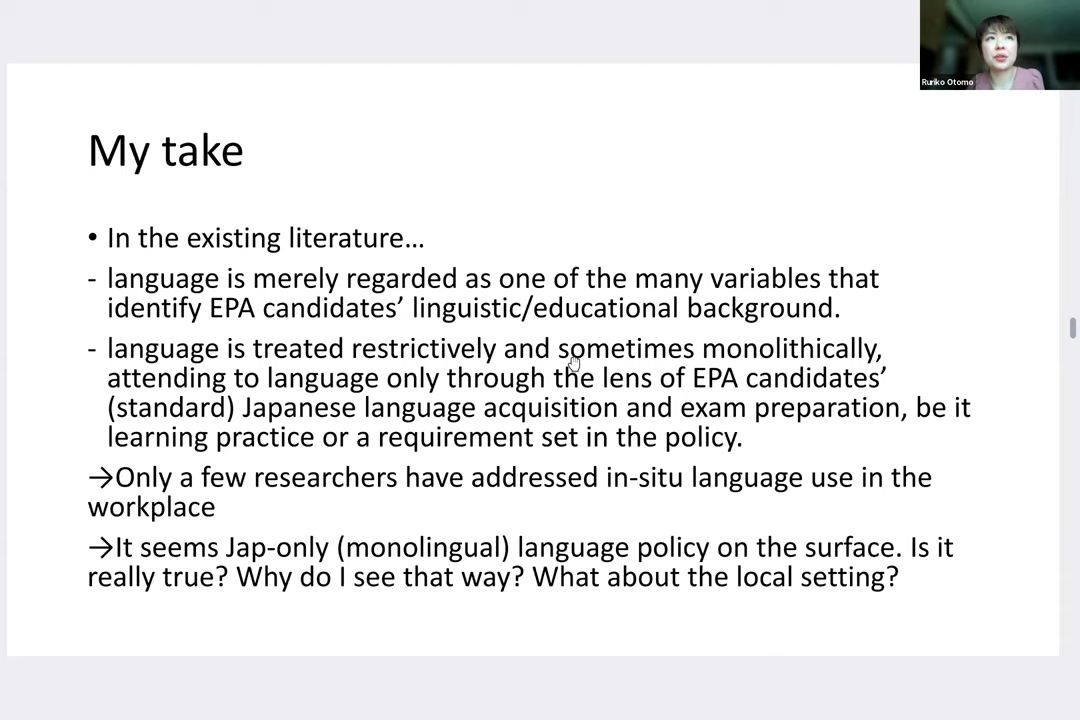 Ruriko Otomo
My take
• In the existing literature…
- language is merely regarded as one of the many variables that
identify EPA candidates’ linguistic/educational background.
- language is treated restrictively and sometimes monolithically,
attending to language only through the lens of EPA candidates’
(standard) Japanese language acquisition and exam preparation, be it
learning practice or a requirement set in the policy.
→Only a few researchers have addressed in-situ language use in the
workplace
→It seems Jap-only (monolingual) language policy on the surface. Is it
really true? Why do I see that way? What about the local setting?